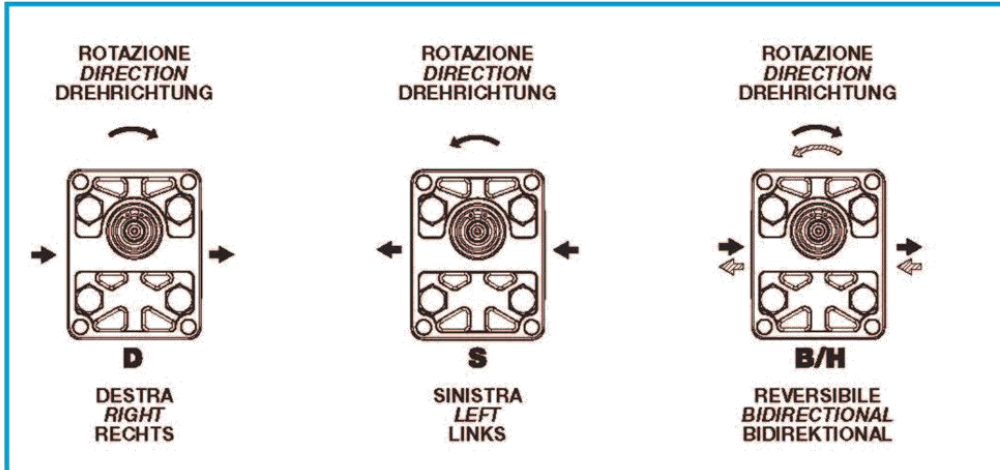 ROTAZIONE
DIRECTION
DREHRICHTUNG
D
DESTRA
RIGHT
RECHTS
ROTAZIONE
DIRECTION
DREHRICHTUNG
S
SINISTRA
LEFT
LINKS
ROTAZIONE
DIRECTION
DREHRICHTUNG
B/H
REVERSIBILE
BIDIRECTIONAL
BIDIREKTIONAL